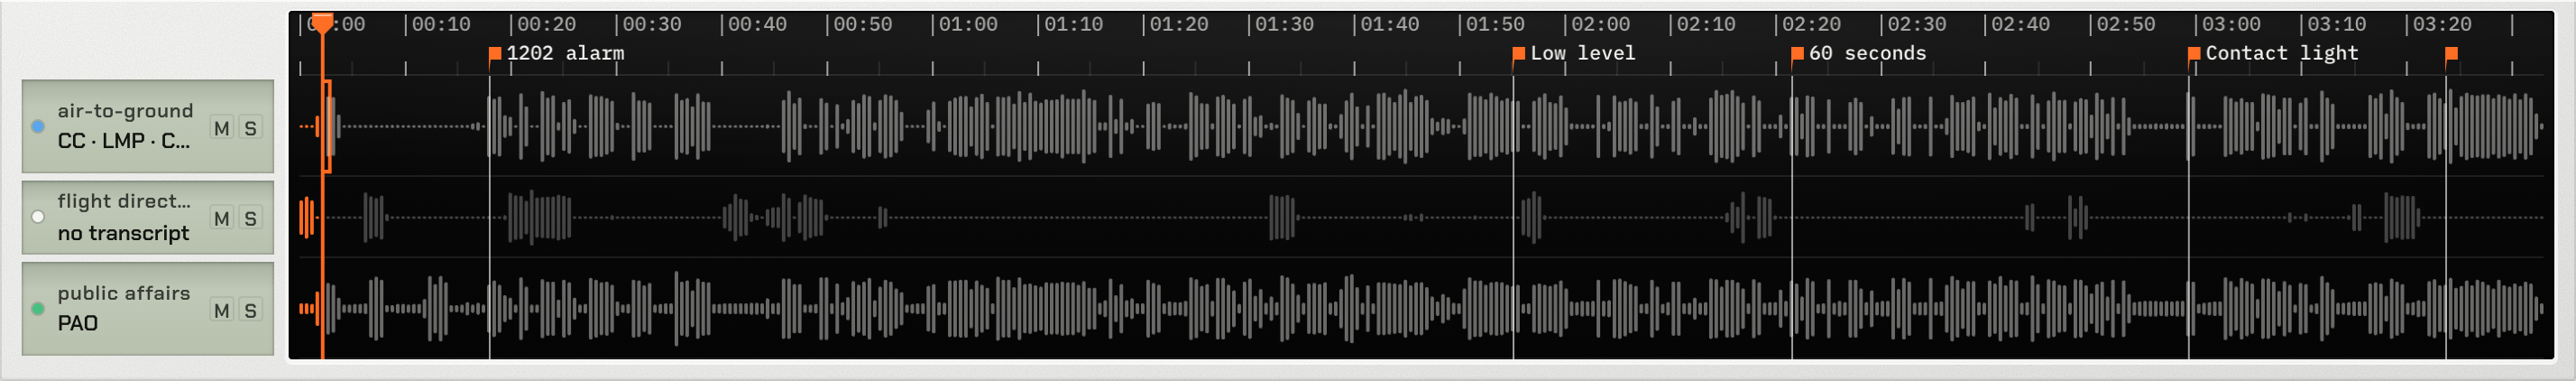 00:00 00:10 00:20 00:30 00:40 00:50 01:00 01:10 01:20 01:30 01:40 01:50 02:00 02:10 02:20 02:30 02:40 02:50 03:00 03:10 03:20
1202 alarm Low level 60 seconds Contact light
air-to-ground
CC · LMP · C... M S
flight direct...
no transcript M S
public affairs
PAO M S